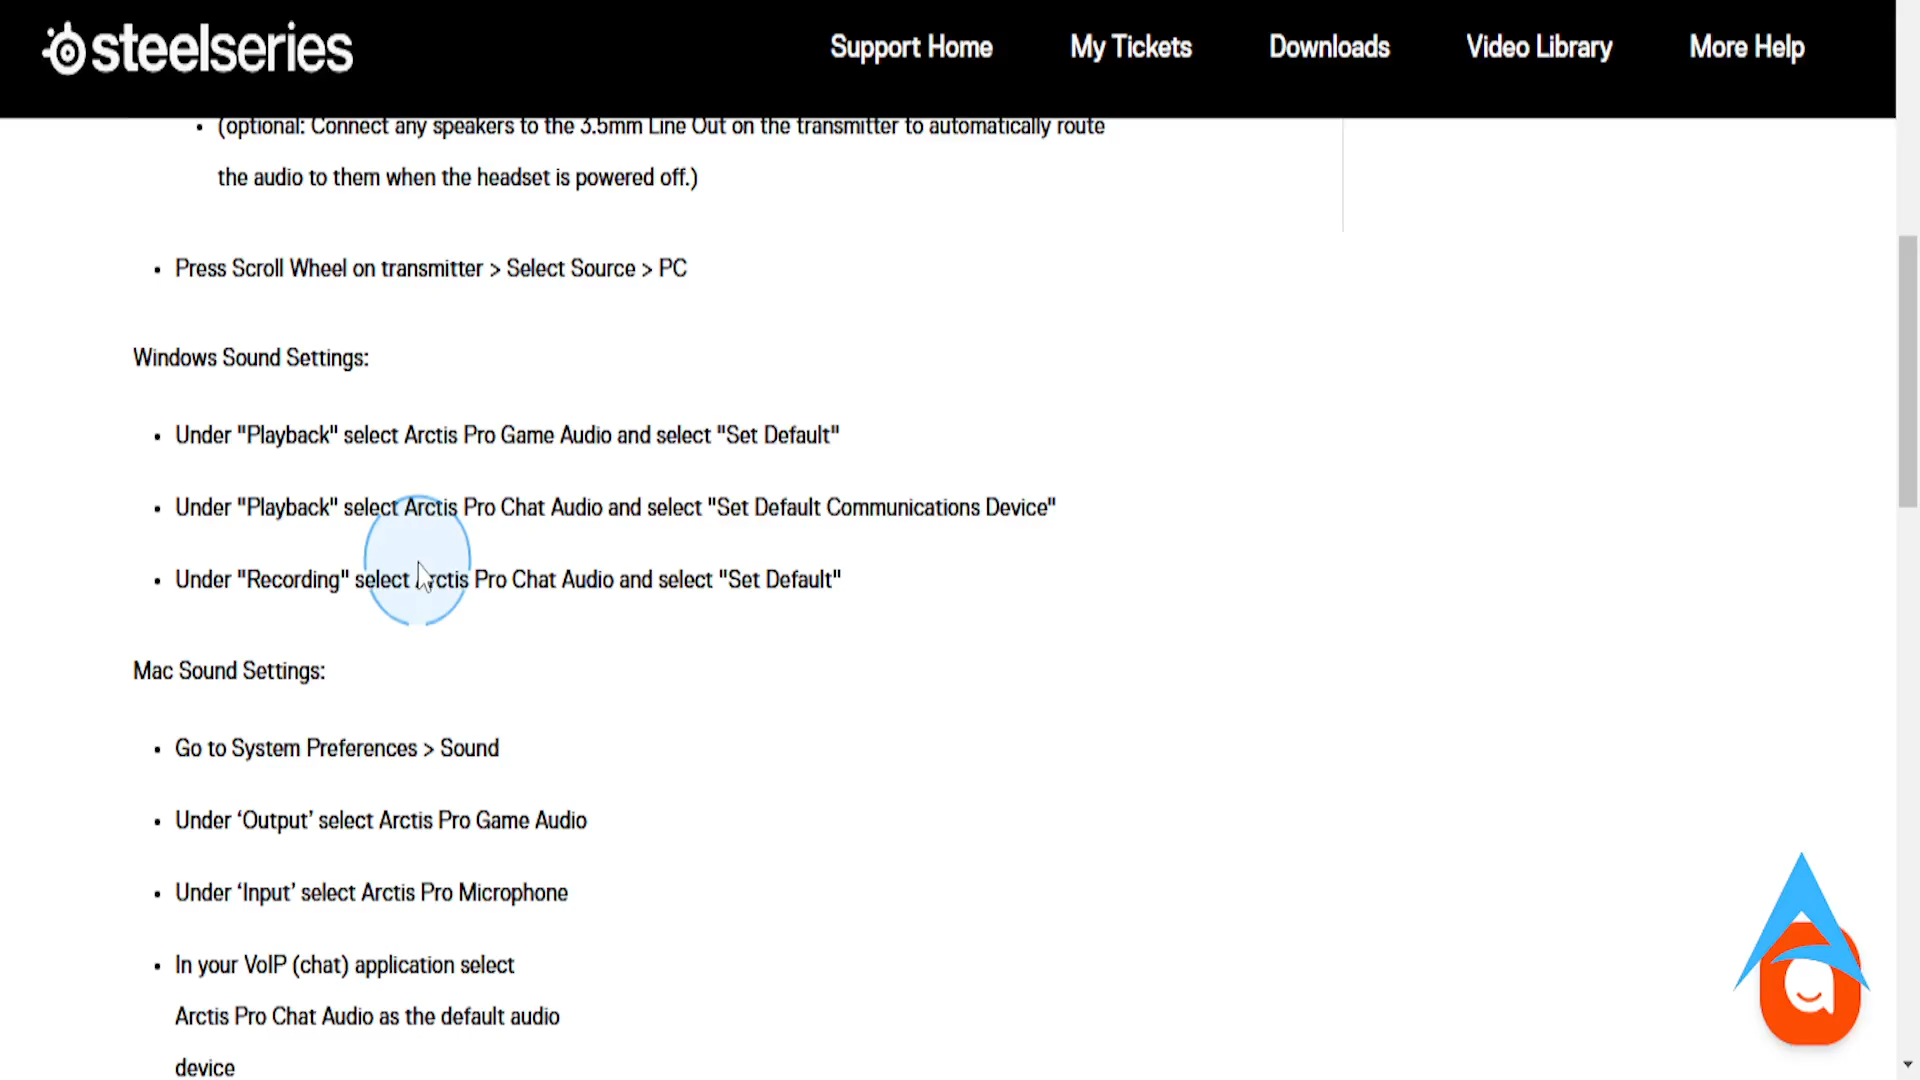 steelseries
Support Home
My Tickets
Downloads
Video Library
More Help
(optional: Connect any speakers to the 3.5mm Line Out on the transmitter to automatically route
the audio to them when the headset is powered off.)
Press Scroll Wheel on transmitter > Select Source > PC
Windows Sound Settings:
Under "Playback" select Arctis Pro Game Audio and select "Set Default"
Under "Playback" select Arctis Pro Chat Audio and select "Set Default Communications Device"
Under "Recording" select Arctis Pro Chat Audio and select "Set Default"
Mac Sound Settings:
Go to System Preferences > Sound
Under ‘Output’ select Arctis Pro Game Audio
Under ‘Input’ select Arctis Pro Microphone
In your VoIP (chat) application select
Arctis Pro Chat Audio as the default audio
device